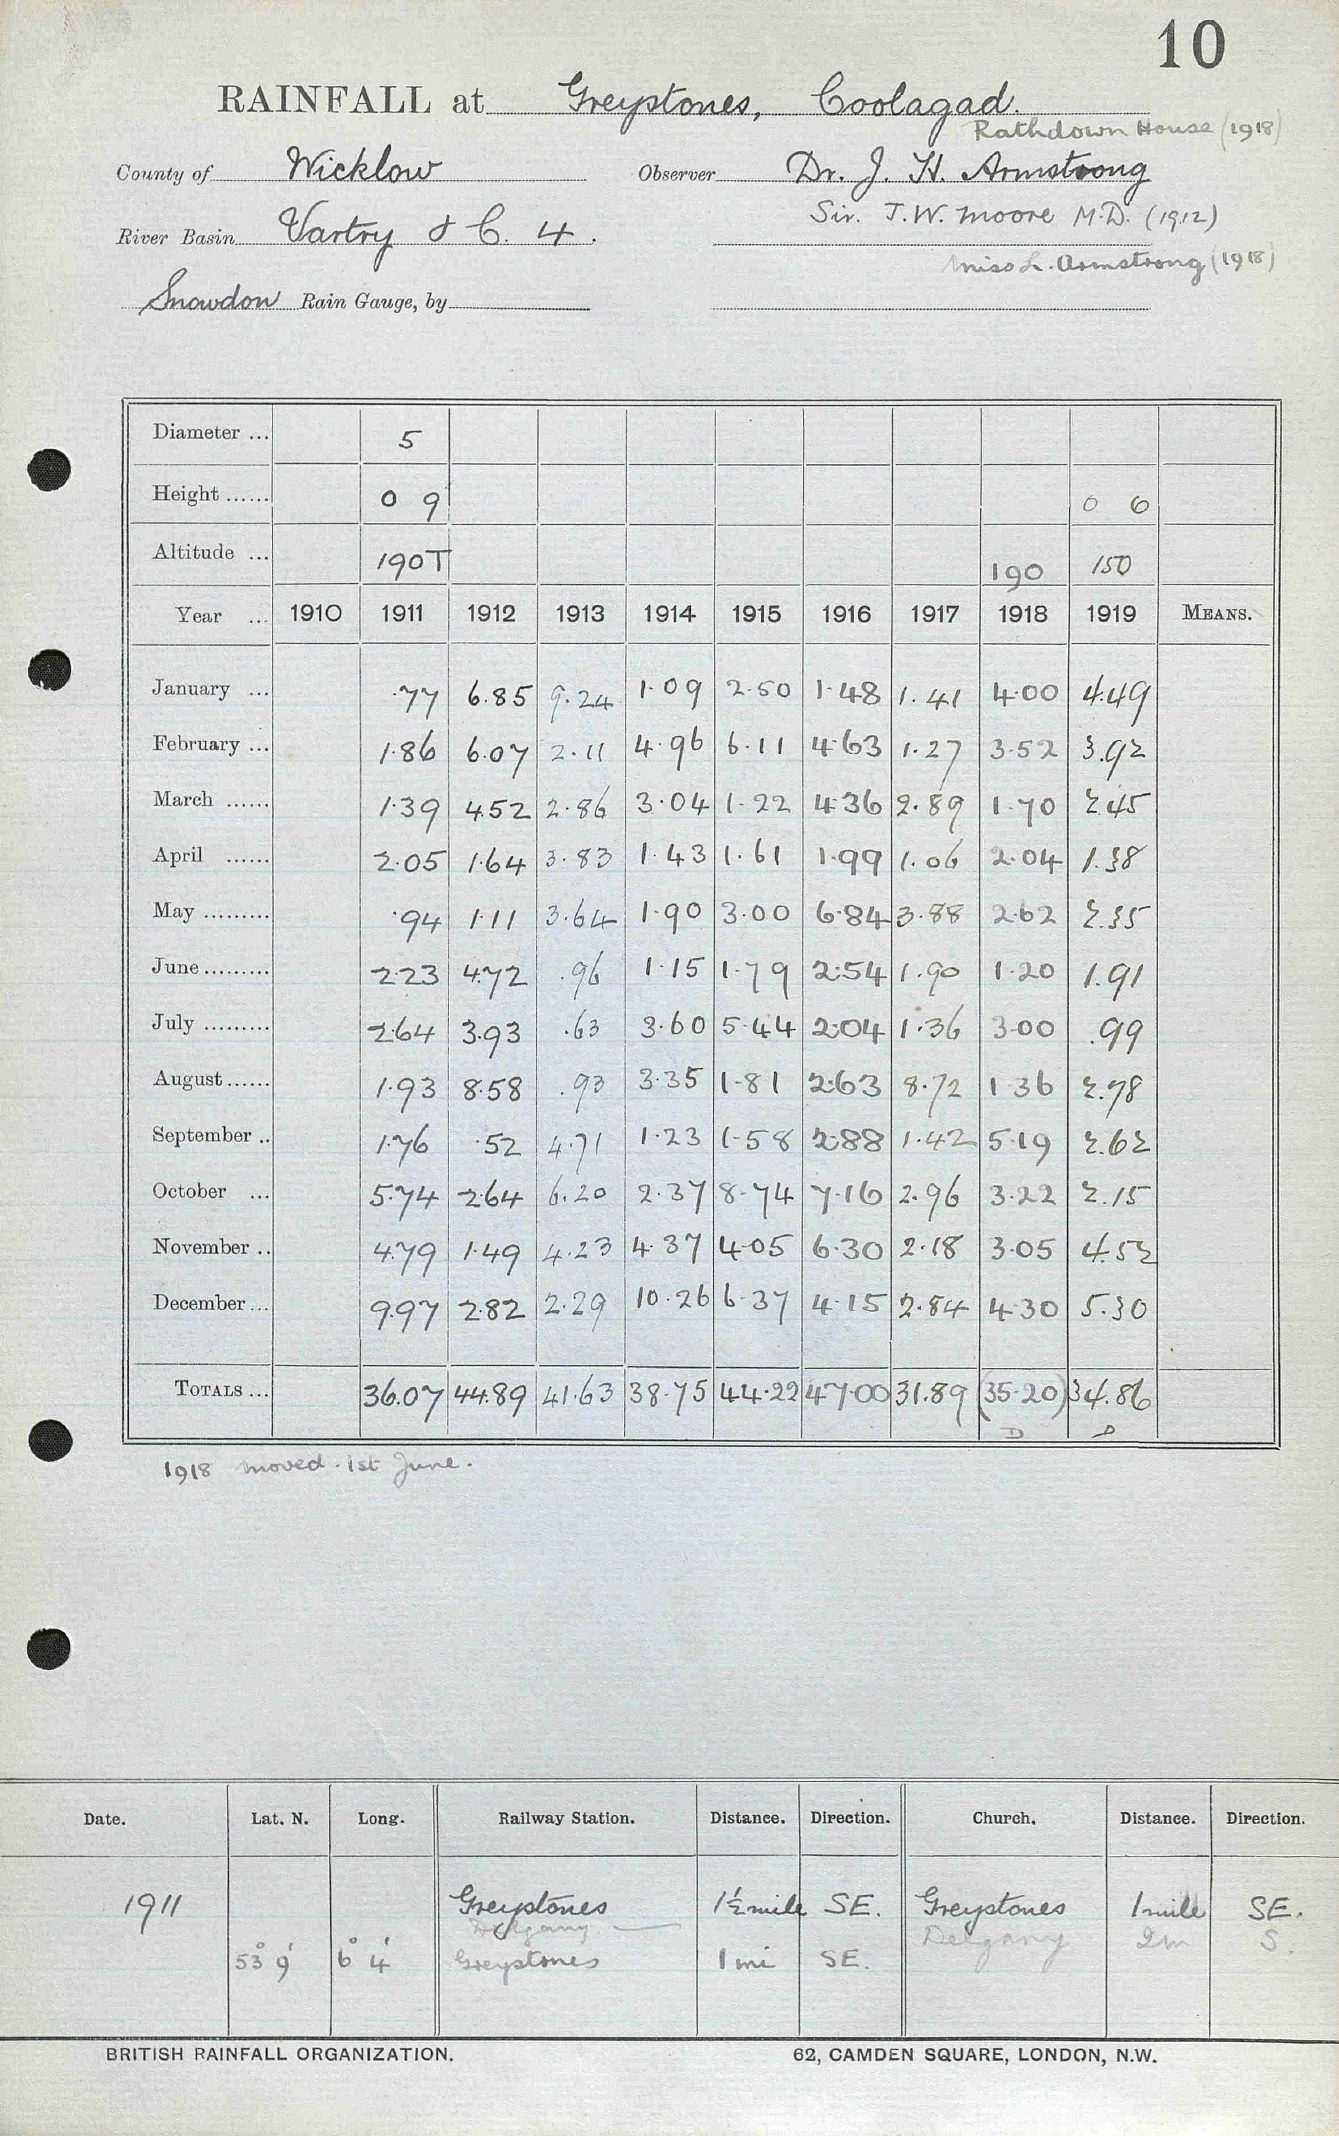 10
RAINFALL at Greystones, Coolagad.
Rathdown House (1918)
County of Wicklow Observer Dr. J. H. Armstrong
Sir. J. W. Moore M.D. (1912)
River Basin Vartry & C. 4.
Miss L. Armstrong (1918)
Snowdon Rain Gauge, by
Diameter ... 5
Height ...... 0 9 0 6
Altitude ... 190T 190 150
Year ... 1910 1911 1912 1913 1914 1915 1916 1917 1918 1919 MEANS.
January ... .77 6.85 9.24 1.09 2.50 1.48 1.41 4.00 4.49
February ... 1.86 6.07 2.11 4.96 6.11 4.63 1.27 3.52 3.92
March ...... 1.39 4.52 2.86 3.04 1.22 4.36 2.89 1.70 2.45
April ...... 2.05 1.64 3.83 1.43 1.61 1.99 1.06 2.04 1.38
May ......... .94 1.11 3.64 1.90 3.00 6.84 3.88 2.62 2.35
June ......... 2.23 4.72 .96 1.15 1.79 2.54 1.90 1.20 1.91
July ......... 2.64 3.93 .63 3.60 5.44 2.04 1.36 3.00 .99
August ...... 1.93 8.58 .93 3.35 1.81 2.63 8.72 1.36 2.78
September .. 1.76 .52 4.71 1.23 1.58 2.88 1.42 5.19 2.62
October ... 5.74 2.64 6.20 2.37 8.74 7.16 2.96 3.22 2.15
November .. 4.79 1.49 4.23 4.37 4.05 6.30 2.18 3.05 4.52
December ... 9.97 2.82 2.29 10.26 6.37 4.15 2.84 4.30 5.30
TOTALS ... 36.07 44.89 41.63 38.75 44.22 47.00 31.89 (35.20) 34.86
D D
1918 moved 1st June.
Date. Lat. N. Long. Railway Station. Distance. Direction. Church. Distance. Direction.
1911 Greystones 1½ mile SE. Greystones 1 mile SE.
Delgany Delgany 2m S.
53° 9' 6° 4' Greystones 1 mi SE.
BRITISH RAINFALL ORGANIZATION. 62, CAMDEN SQUARE, LONDON, N.W.